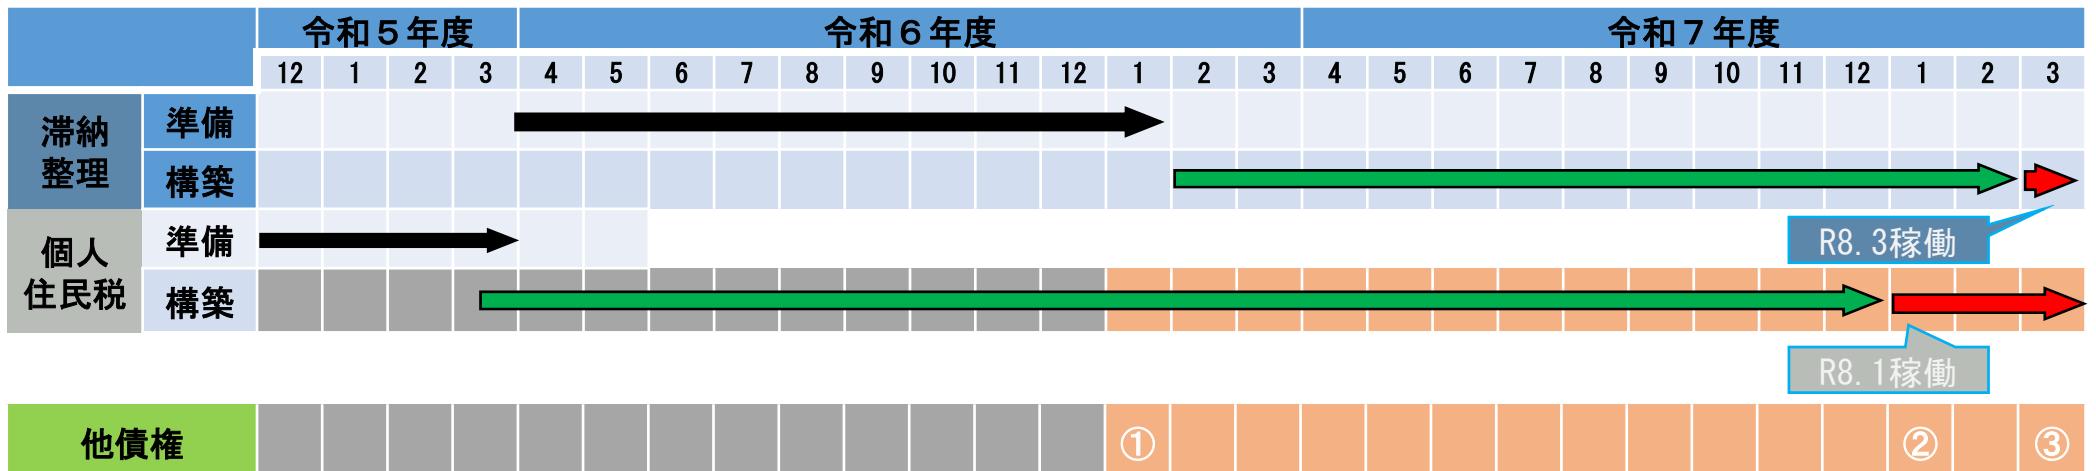 令和５年度 令和６年度 令和７年度
12 1 2 3 4 5 6 7 8 9 10 11 12 1 2 3 4 5 6 7 8 9 10 11 12 1 2 3
滞納
整理
準備
構築
R8.3稼働
個人
住民税
準備
構築
R8.1稼働
他債権 ① ② ③